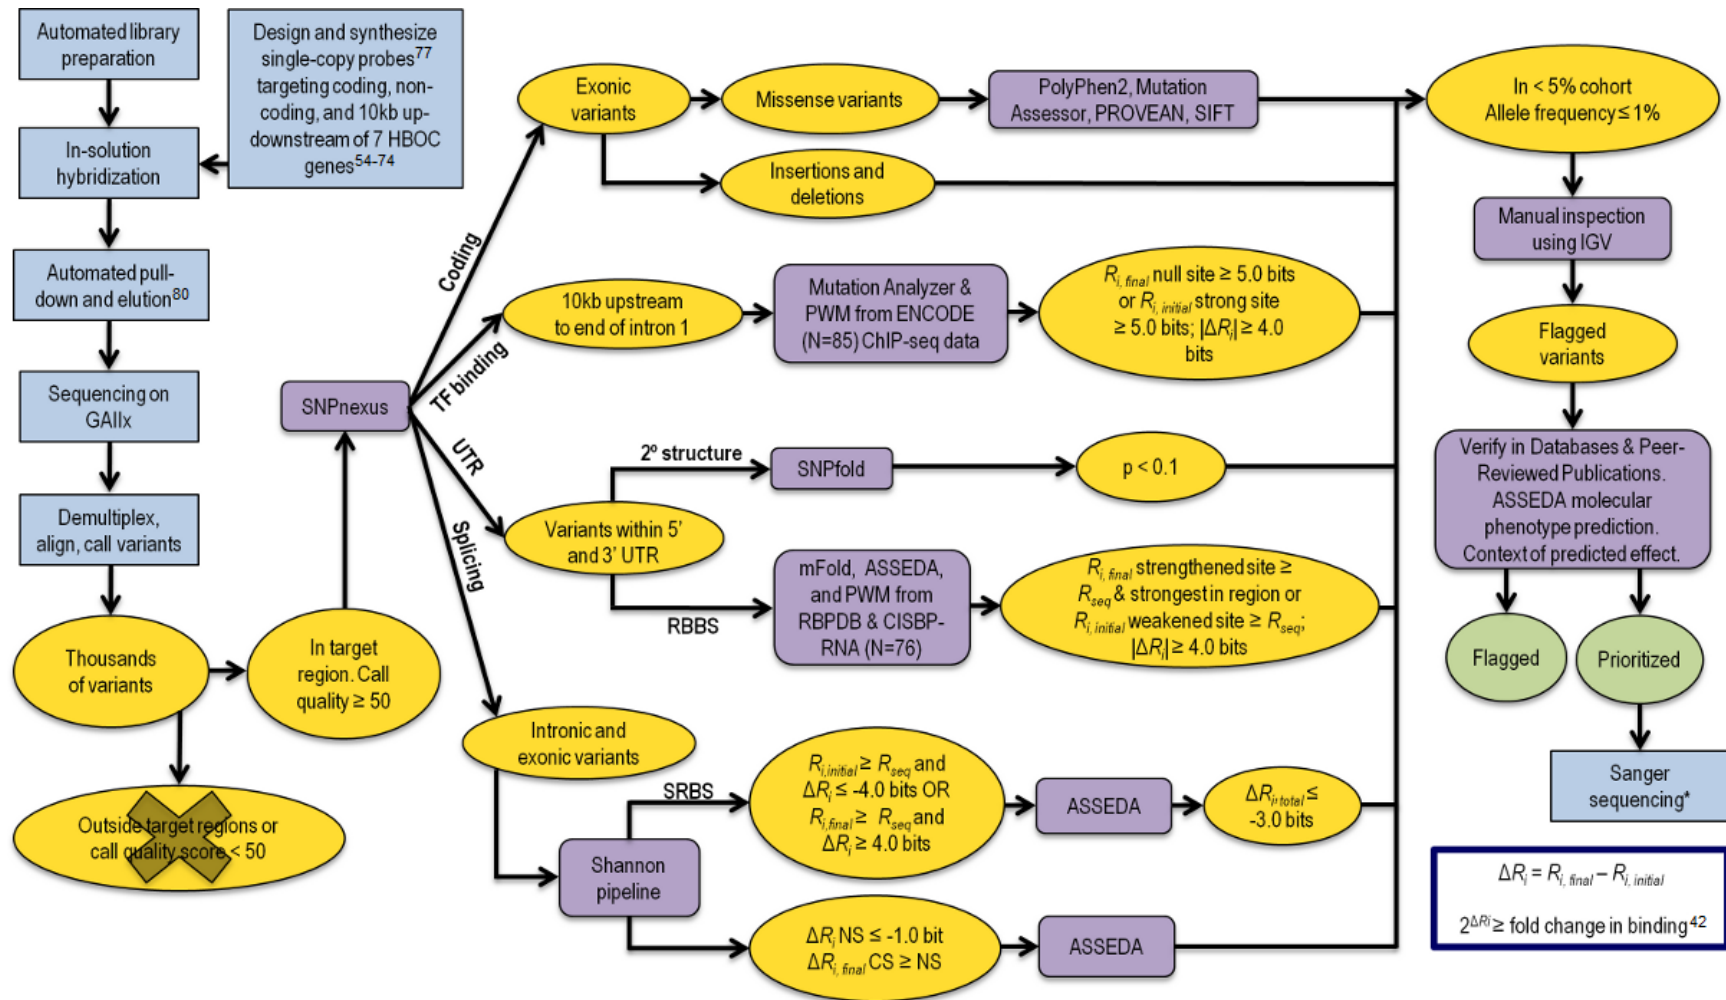 Automated library
preparation
Design and synthesize
single-copy probes77
targeting coding, non-
coding, and 10kb up-
downstream of 7 HBOC
genes54-74
In-solution
hybridization
Automated pull-
down and elution80
Sequencing on
GAIIx
Demultiplex,
align, call variants
Thousands
of variants
In target
region. Call
quality ≥ 50
Outside target regions or
call quality score < 50
SNPnexus
Coding
TF binding
UTR
Splicing
Exonic
variants
Missense variants
PolyPhen2, Mutation
Assessor, PROVEAN, SIFT
Insertions and
deletions
10kb upstream
to end of intron 1
Mutation Analyzer &
PWM from ENCODE
(N=85) ChIP-seq data
Ri, final null site ≥ 5.0 bits
or Ri, initial strong site
≥ 5.0 bits; |ΔRi| ≥ 4.0
bits
2º structure
SNPfold
p < 0.1
Variants within 5’
and 3’ UTR
RBBS
mFold, ASSEDA,
and PWM from
RBPDB & CISBP-
RNA (N=76)
Ri, final strengthened site ≥
Rseq & strongest in region or
Ri, initial weakened site ≥ Rseq;
|ΔRi| ≥ 4.0 bits
Intronic and
exonic variants
Shannon
pipeline
SRBS
Ri,initial ≥ Rseq and
ΔRi ≤ -4.0 bits OR
Ri,final ≥ Rseq and
ΔRi ≥ 4.0 bits
ASSEDA
ΔRi,total ≤
-3.0 bits
ΔRi NS ≤ -1.0 bit
ΔRi, final CS ≥ NS
ASSEDA
In < 5% cohort
Allele frequency ≤ 1%
Manual inspection
using IGV
Flagged
variants
Verify in Databases & Peer-
Reviewed Publications.
ASSEDA molecular
phenotype prediction.
Context of predicted effect.
Flagged
Prioritized
Sanger
sequencing*
ΔRi = Ri, final – Ri, initial
2ΔRi ≥ fold change in binding42